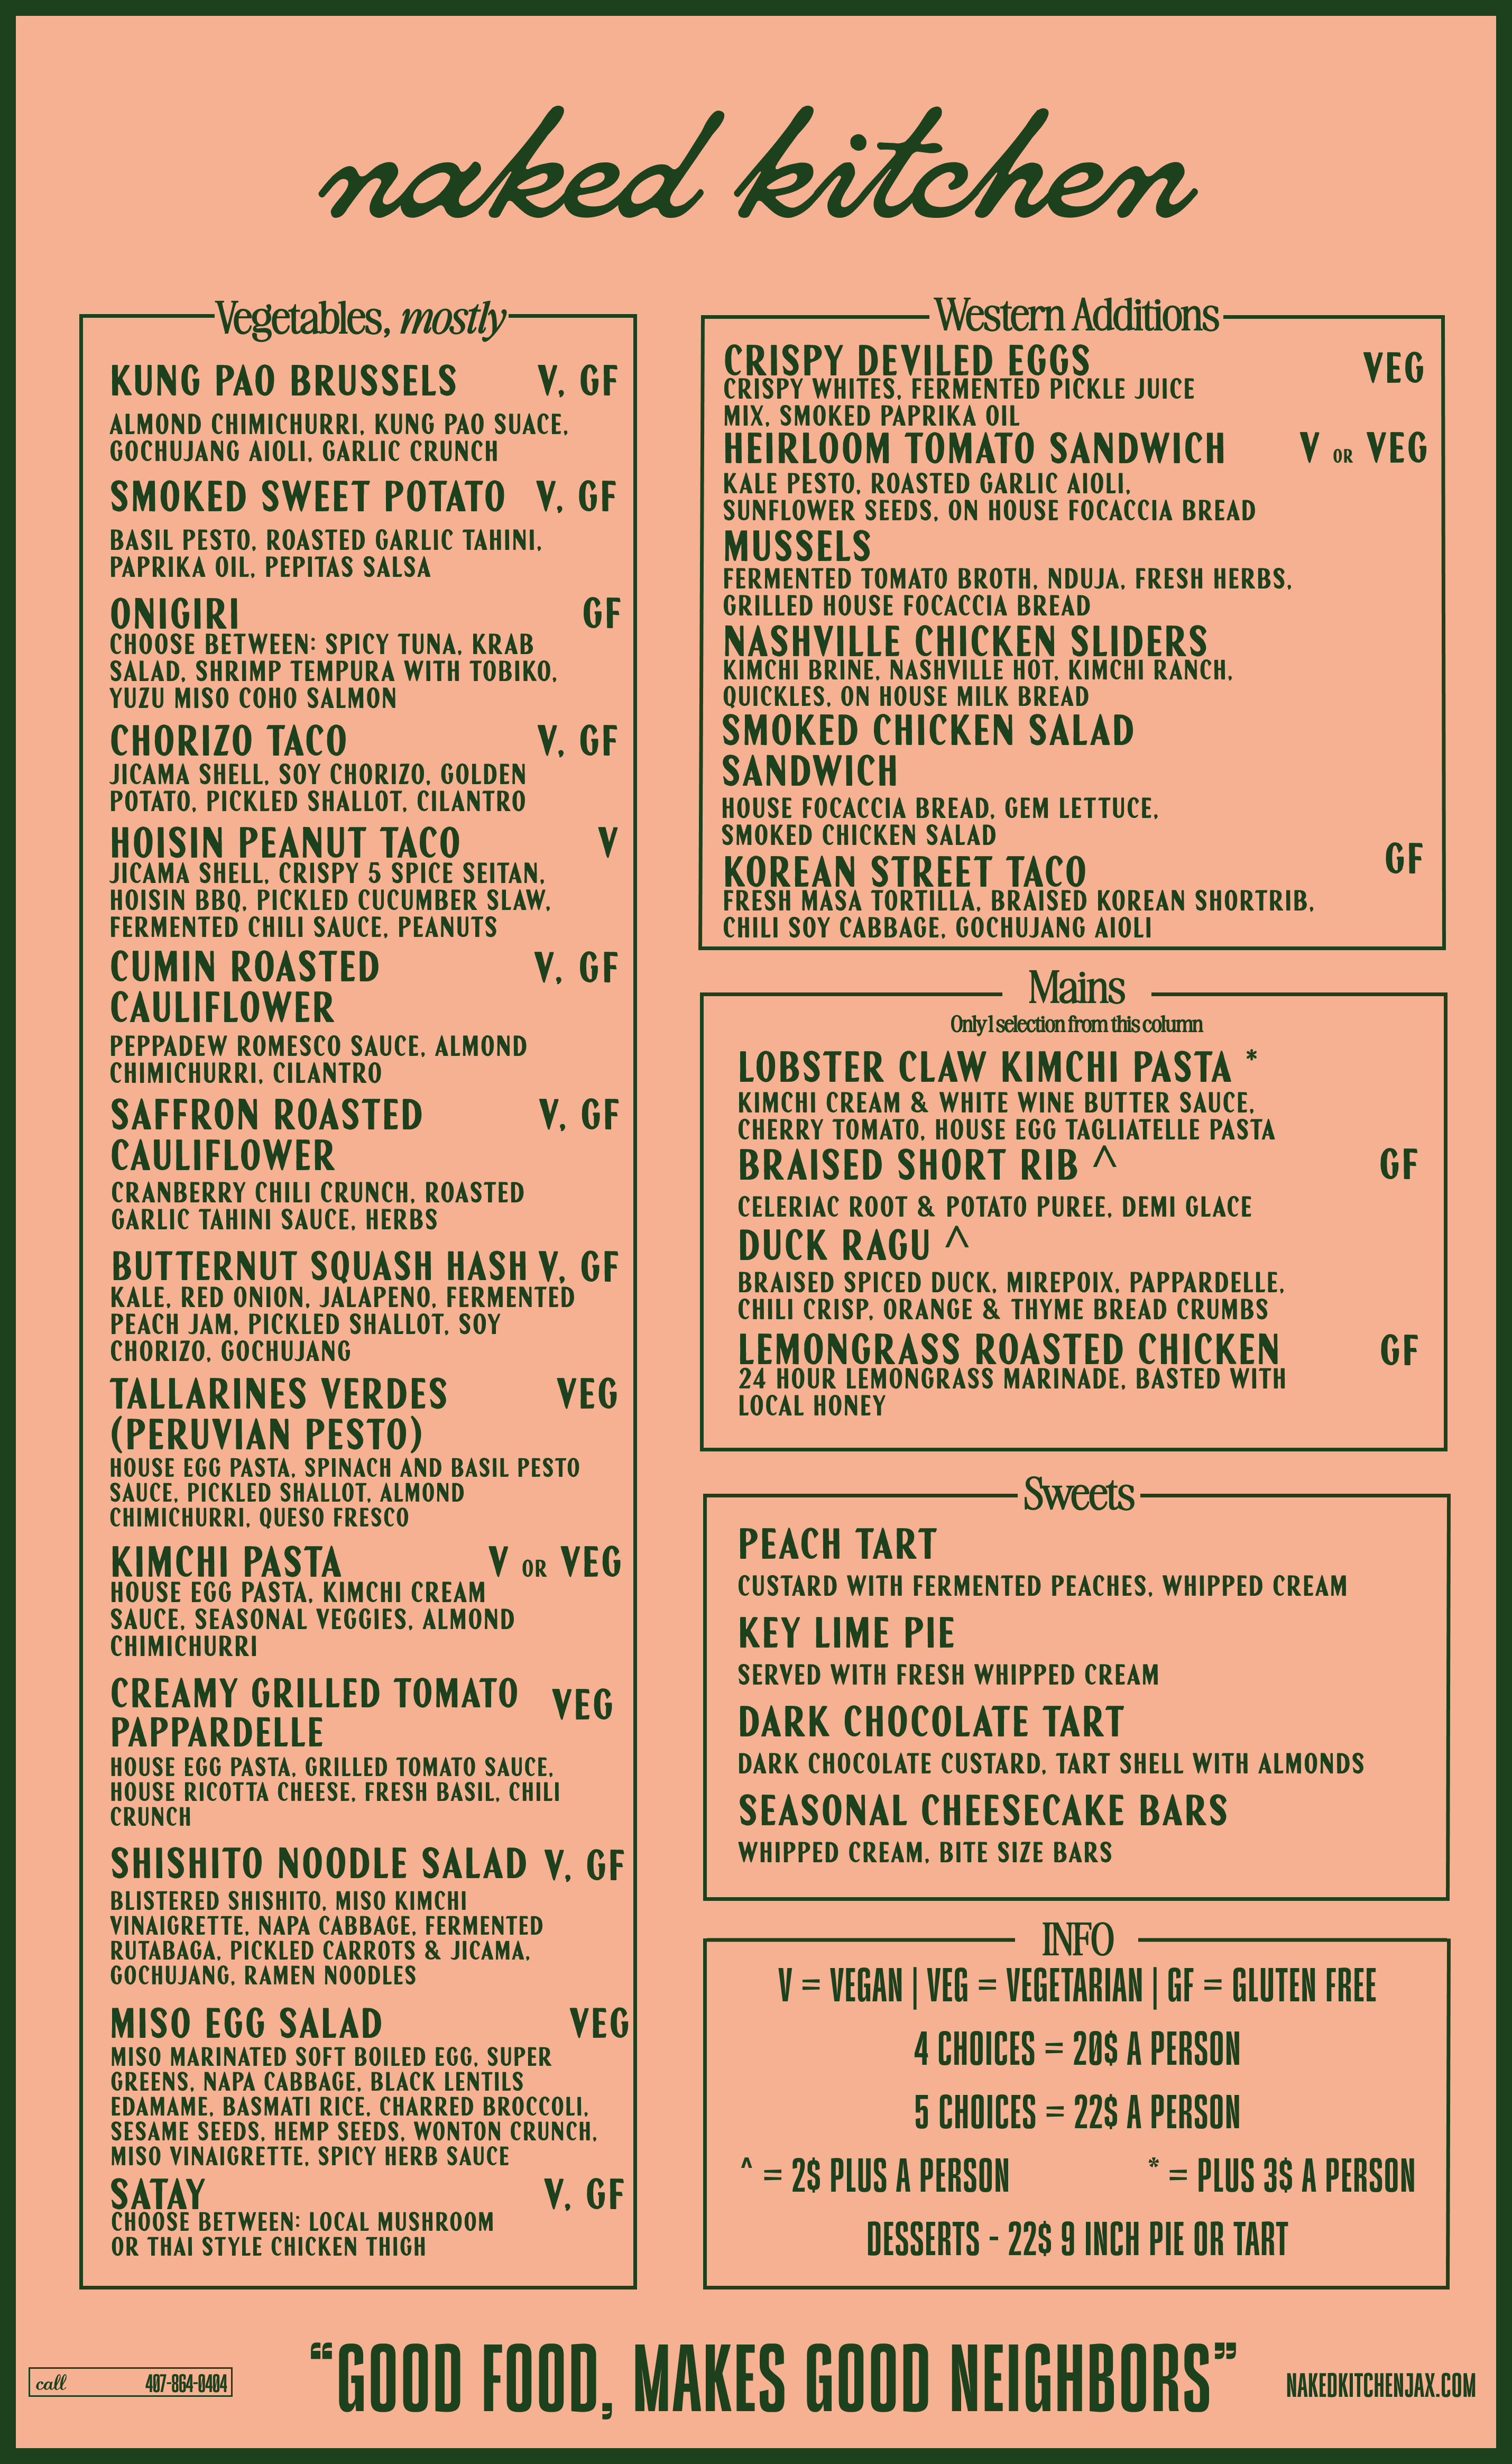 naked kitchen
Vegetables, mostly
KUNG PAO BRUSSELS V, GF
ALMOND CHIMICHURRI, KUNG PAO SUACE,
GOCHUJANG AIOLI, GARLIC CRUNCH
SMOKED SWEET POTATO V, GF
BASIL PESTO, ROASTED GARLIC TAHINI,
PAPRIKA OIL, PEPITAS SALSA
ONIGIRI GF
CHOOSE BETWEEN: SPICY TUNA, KRAB
SALAD, SHRIMP TEMPURA WITH TOBIKO,
YUZU MISO COHO SALMON
CHORIZO TACO V, GF
JICAMA SHELL, SOY CHORIZO, GOLDEN
POTATO, PICKLED SHALLOT, CILANTRO
HOISIN PEANUT TACO V
JICAMA SHELL, CRISPY 5 SPICE SEITAN,
HOISIN BBQ, PICKLED CUCUMBER SLAW,
FERMENTED CHILI SAUCE, PEANUTS
CUMIN ROASTED V, GF
CAULIFLOWER
PEPPADEW ROMESCO SAUCE, ALMOND
CHIMICHURRI, CILANTRO
SAFFRON ROASTED V, GF
CAULIFLOWER
CRANBERRY CHILI CRUNCH, ROASTED
GARLIC TAHINI SAUCE, HERBS
BUTTERNUT SQUASH HASH V, GF
KALE, RED ONION, JALAPENO, FERMENTED
PEACH JAM, PICKLED SHALLOT, SOY
CHORIZO, GOCHUJANG
TALLARINES VERDES VEG
(PERUVIAN PESTO)
HOUSE EGG PASTA, SPINACH AND BASIL PESTO
SAUCE, PICKLED SHALLOT, ALMOND
CHIMICHURRI, QUESO FRESCO
KIMCHI PASTA V OR VEG
HOUSE EGG PASTA, KIMCHI CREAM
SAUCE, SEASONAL VEGGIES, ALMOND
CHIMICHURRI
CREAMY GRILLED TOMATO VEG
PAPPARDELLE
HOUSE EGG PASTA, GRILLED TOMATO SAUCE,
HOUSE RICOTTA CHEESE, FRESH BASIL, CHILI
CRUNCH
SHISHITO NOODLE SALAD V, GF
BLISTERED SHISHITO, MISO KIMCHI
VINAIGRETTE, NAPA CABBAGE, FERMENTED
RUTABAGA, PICKLED CARROTS & JICAMA,
GOCHUJANG, RAMEN NOODLES
MISO EGG SALAD VEG
MISO MARINATED SOFT BOILED EGG, SUPER
GREENS, NAPA CABBAGE, BLACK LENTILS
EDAMAME, BASMATI RICE, CHARRED BROCCOLI,
SESAME SEEDS, HEMP SEEDS, WONTON CRUNCH,
MISO VINAIGRETTE, SPICY HERB SAUCE
SATAY V, GF
CHOOSE BETWEEN: LOCAL MUSHROOM
OR THAI STYLE CHICKEN THIGH
Western Additions
CRISPY DEVILED EGGS VEG
CRISPY WHITES, FERMENTED PICKLE JUICE
MIX, SMOKED PAPRIKA OIL
HEIRLOOM TOMATO SANDWICH V OR VEG
KALE PESTO, ROASTED GARLIC AIOLI,
SUNFLOWER SEEDS, ON HOUSE FOCACCIA BREAD
MUSSELS
FERMENTED TOMATO BROTH, NDUJA, FRESH HERBS,
GRILLED HOUSE FOCACCIA BREAD
NASHVILLE CHICKEN SLIDERS
KIMCHI BRINE, NASHVILLE HOT, KIMCHI RANCH,
QUICKLES, ON HOUSE MILK BREAD
SMOKED CHICKEN SALAD
SANDWICH
HOUSE FOCACCIA BREAD, GEM LETTUCE,
SMOKED CHICKEN SALAD
KOREAN STREET TACO GF
FRESH MASA TORTILLA, BRAISED KOREAN SHORTRIB,
CHILI SOY CABBAGE, GOCHUJANG AIOLI
Mains
Only 1 selection from this column
LOBSTER CLAW KIMCHI PASTA *
KIMCHI CREAM & WHITE WINE BUTTER SAUCE,
CHERRY TOMATO, HOUSE EGG TAGLIATELLE PASTA
BRAISED SHORT RIB ^ GF
CELERIAC ROOT & POTATO PUREE, DEMI GLACE
DUCK RAGU ^
BRAISED SPICED DUCK, MIREPOIX, PAPPARDELLE,
CHILI CRISP, ORANGE & THYME BREAD CRUMBS
LEMONGRASS ROASTED CHICKEN GF
24 HOUR LEMONGRASS MARINADE, BASTED WITH
LOCAL HONEY
Sweets
PEACH TART
CUSTARD WITH FERMENTED PEACHES, WHIPPED CREAM
KEY LIME PIE
SERVED WITH FRESH WHIPPED CREAM
DARK CHOCOLATE TART
DARK CHOCOLATE CUSTARD, TART SHELL WITH ALMONDS
SEASONAL CHEESECAKE BARS
WHIPPED CREAM, BITE SIZE BARS
INFO
V = VEGAN | VEG = VEGETARIAN | GF = GLUTEN FREE
4 CHOICES = 20$ A PERSON
5 CHOICES = 22$ A PERSON
^ = 2$ PLUS A PERSON * = PLUS 3$ A PERSON
DESSERTS - 22$ 9 INCH PIE OR TART
call 407-864-0404
“GOOD FOOD, MAKES GOOD NEIGHBORS”
NAKEDKITCHENJAX.COM